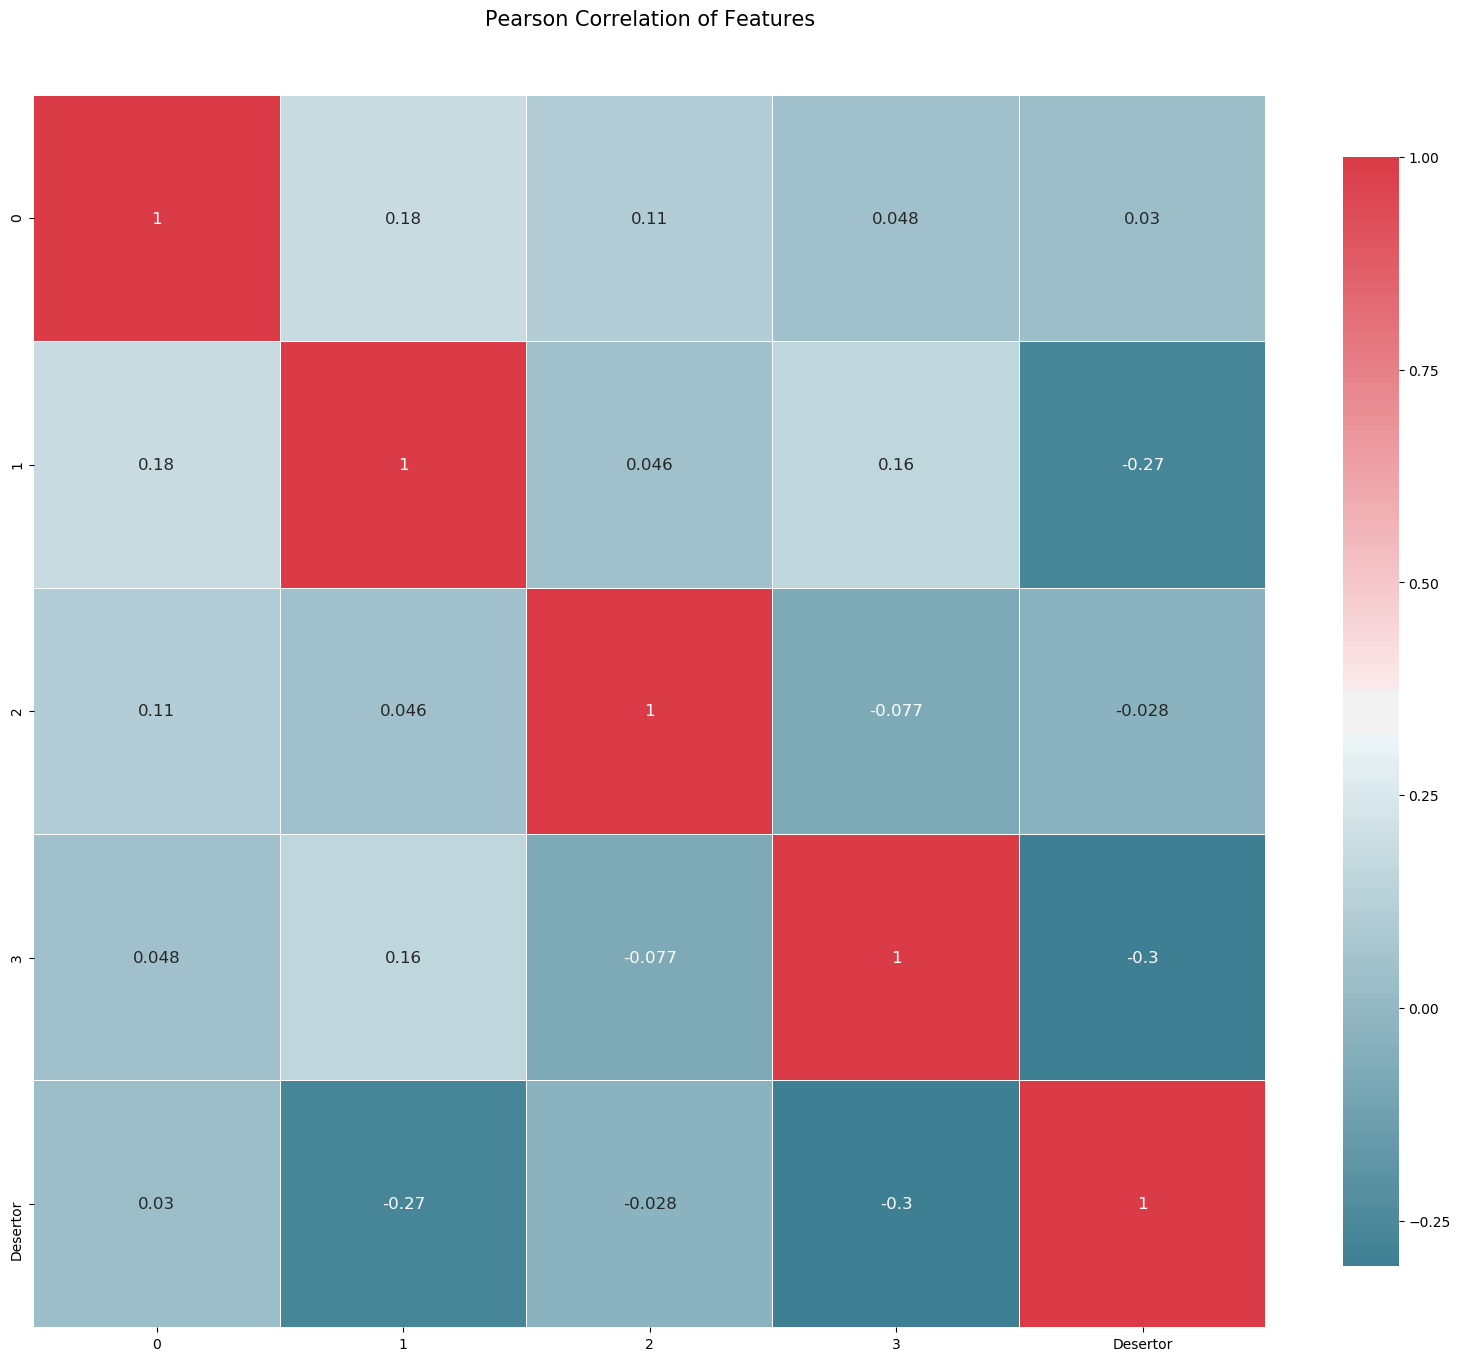 Pearson Correlation of Features
0 1 0.18 0.11 0.048 0.03
1 0.18 1 0.046 0.16 -0.27
2 0.11 0.046 1 -0.077 -0.028
3 0.048 0.16 -0.077 1 -0.3
Desertor 0.03 -0.27 -0.028 -0.3 1
0 1 2 3 Desertor
1.00
0.75
0.50
0.25
0.00
−0.25